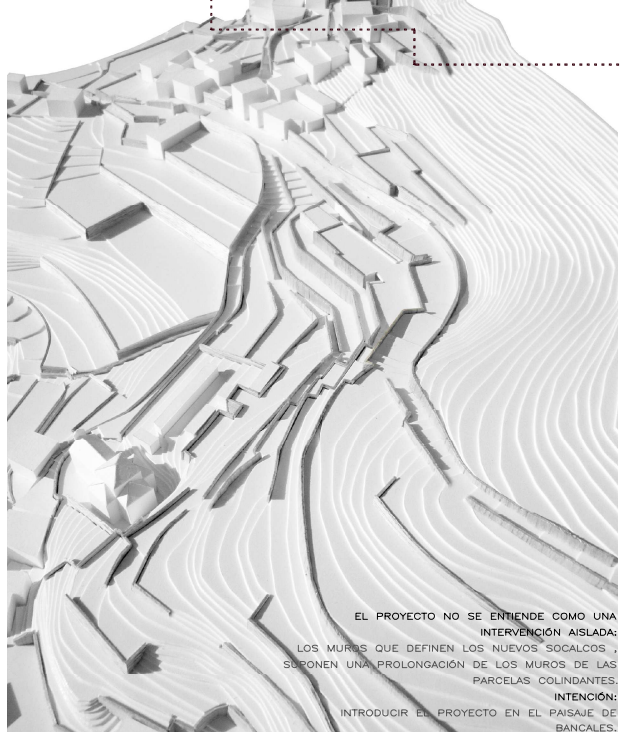 EL PROYECTO NO SE ENTIENDE COMO UNA
INTERVENCIÓN AISLADA:
LOS MUROS QUE DEFINEN LOS NUEVOS SOCALCOS ,
SUPONEN UNA PROLONGACIÓN DE LOS MUROS DE LAS
PARCELAS COLINDANTES.
INTENCIÓN:
INTRODUCIR EL PROYECTO EN EL PAISAJE DE
BANCALES.